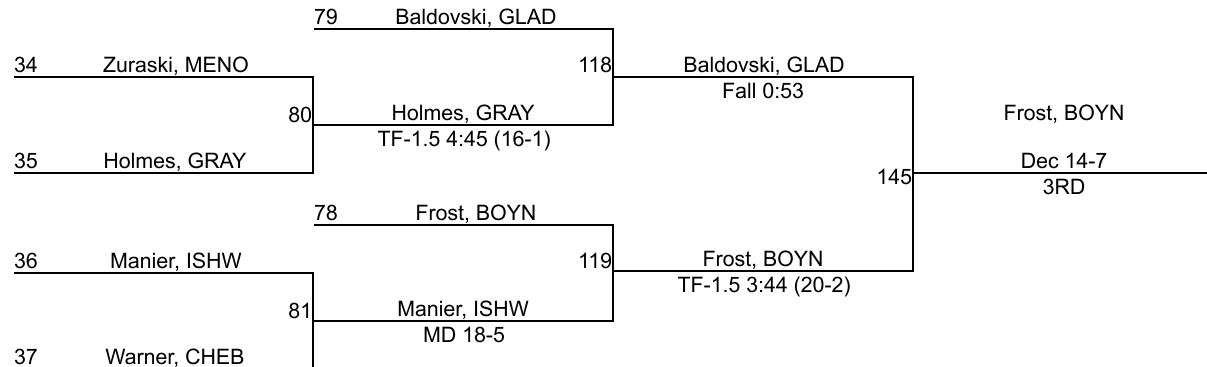 79 Baldovski, GLAD
34 Zuraski, MENO
118 Baldovski, GLAD
Fall 0:53
80 Holmes, GRAY
TF-1.5 4:45 (16-1)
Frost, BOYN
35 Holmes, GRAY
Dec 14-7
145
3RD
78 Frost, BOYN
36 Manier, ISHW
119 Frost, BOYN
TF-1.5 3:44 (20-2)
81 Manier, ISHW
MD 18-5
37 Warner, CHEB